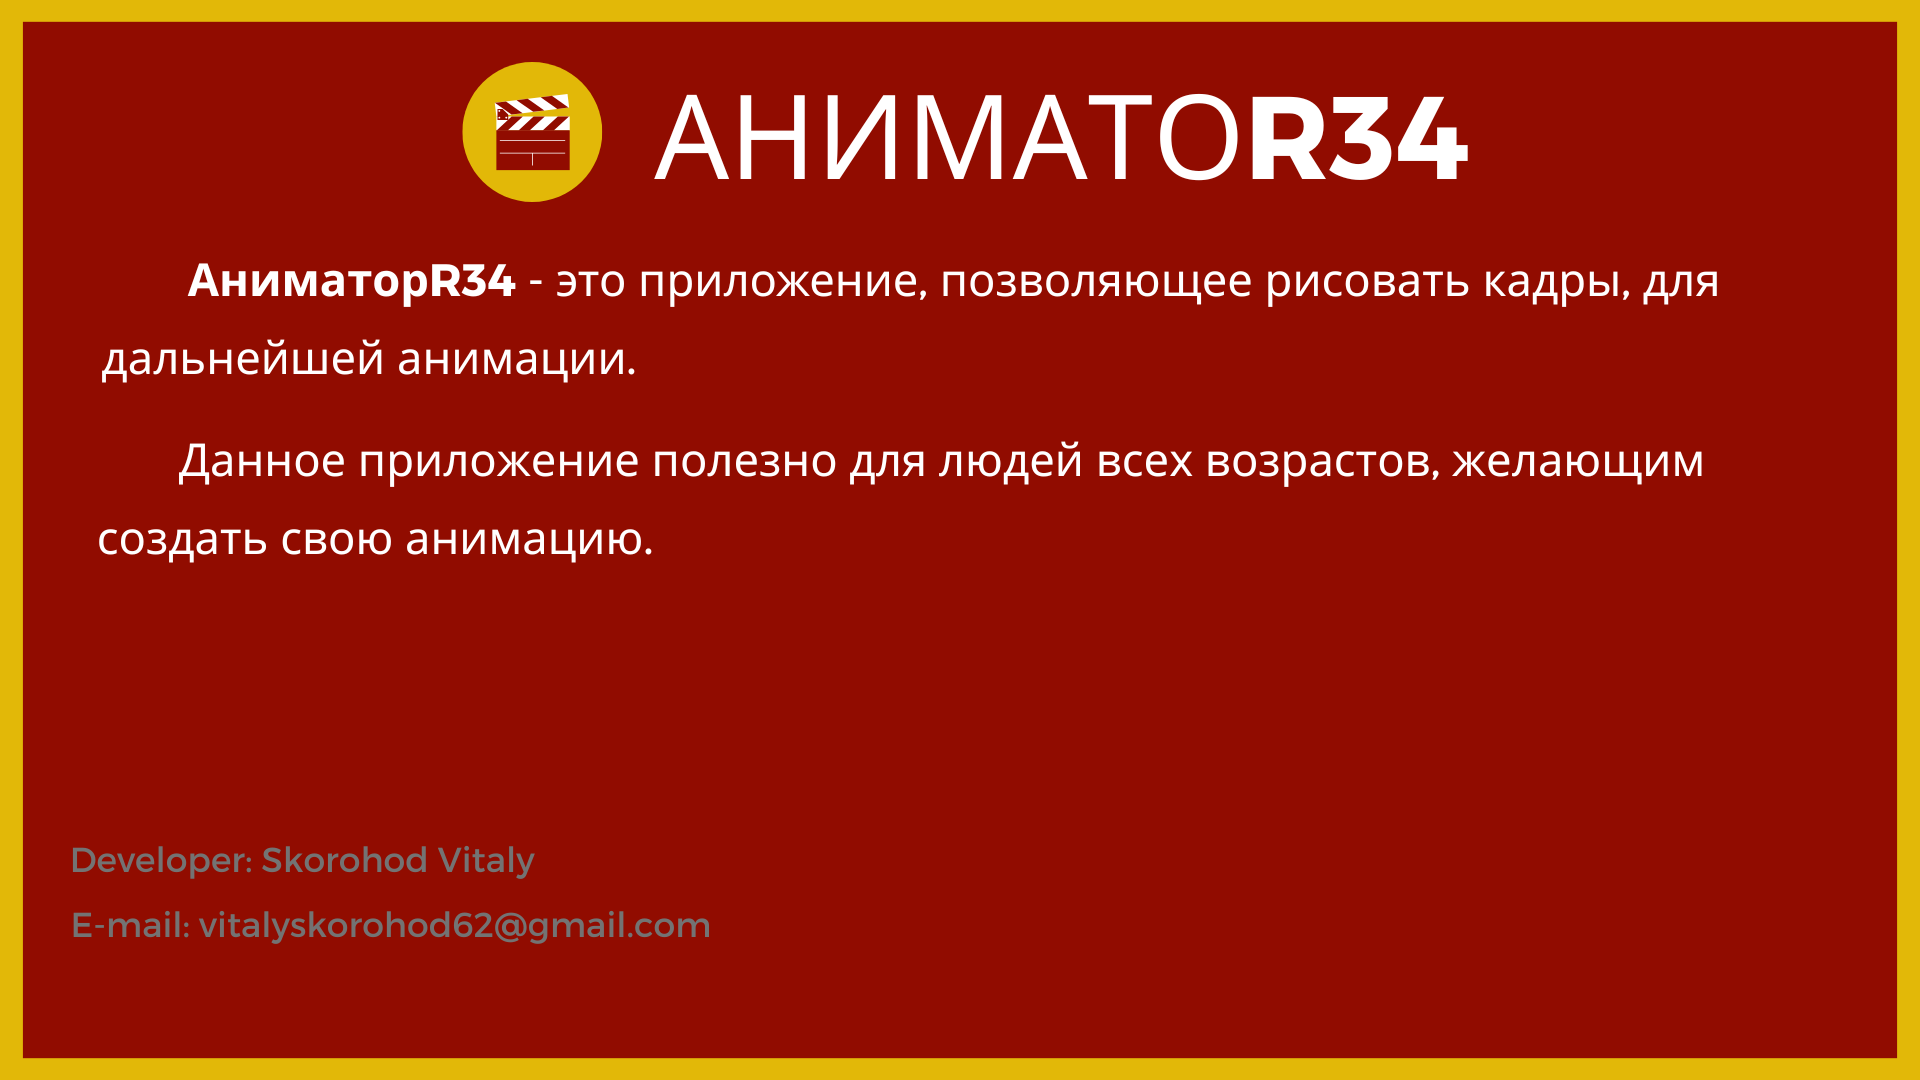 АНИМАТОR34
АниматорR34 - это приложение, позволяющее рисовать кадры, для
дальнейшей анимации.
Данное приложение полезно для людей всех возрастов, желающим
создать свою анимацию.
Developer: Skorohod Vitaly
E-mail: vitalyskorohod62@gmail.com